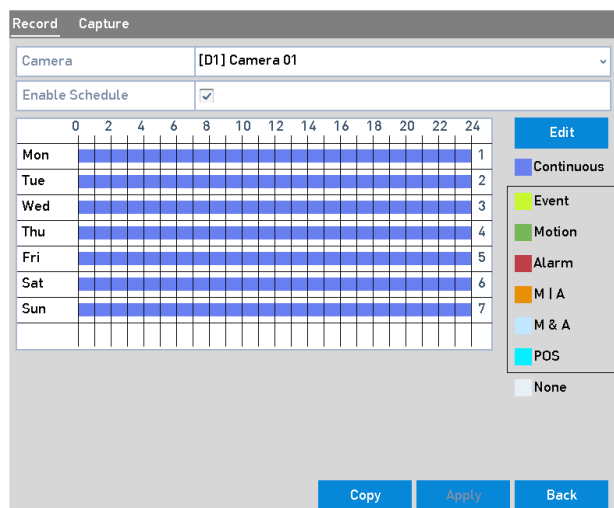 Record Capture
Camera [D1] Camera 01
Enable Schedule
0 2 4 6 8 10 12 14 16 18 20 22 24
Edit
Mon 1
Continuous
Tue 2
Event
Wed 3
Motion
Thu 4
Alarm
Fri 5
M | A
Sat 6
M & A
Sun 7
POS
None
Copy Apply Back